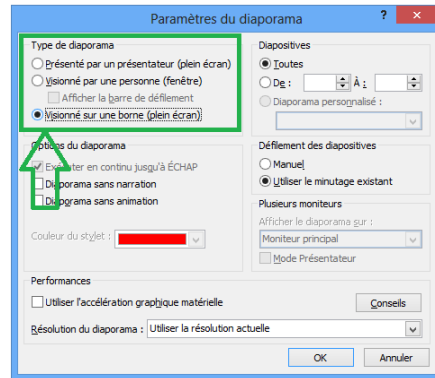 Paramètres du diaporama
Type de diaporama
Présenté par un présentateur (plein écran)
Visionné par une personne (fenêtre)
Afficher la barre de défilement
Visionné sur une borne (plein écran)
Options du diaporama
Exécuter en continu jusqu'à ÉCHAP
Diaporama sans narration
Diaporama sans animation
Couleur du stylet :
Diapositives
Toutes
De : À :
Diaporama personnalisé :
Défilement des diapositives
Manuel
Utiliser le minutage existant
Plusieurs moniteurs
Afficher le diaporama sur :
Moniteur principal
Mode Présentateur
Performances
Utiliser l'accélération graphique matérielle
Conseils
Résolution du diaporama : Utiliser la résolution actuelle
OK Annuler